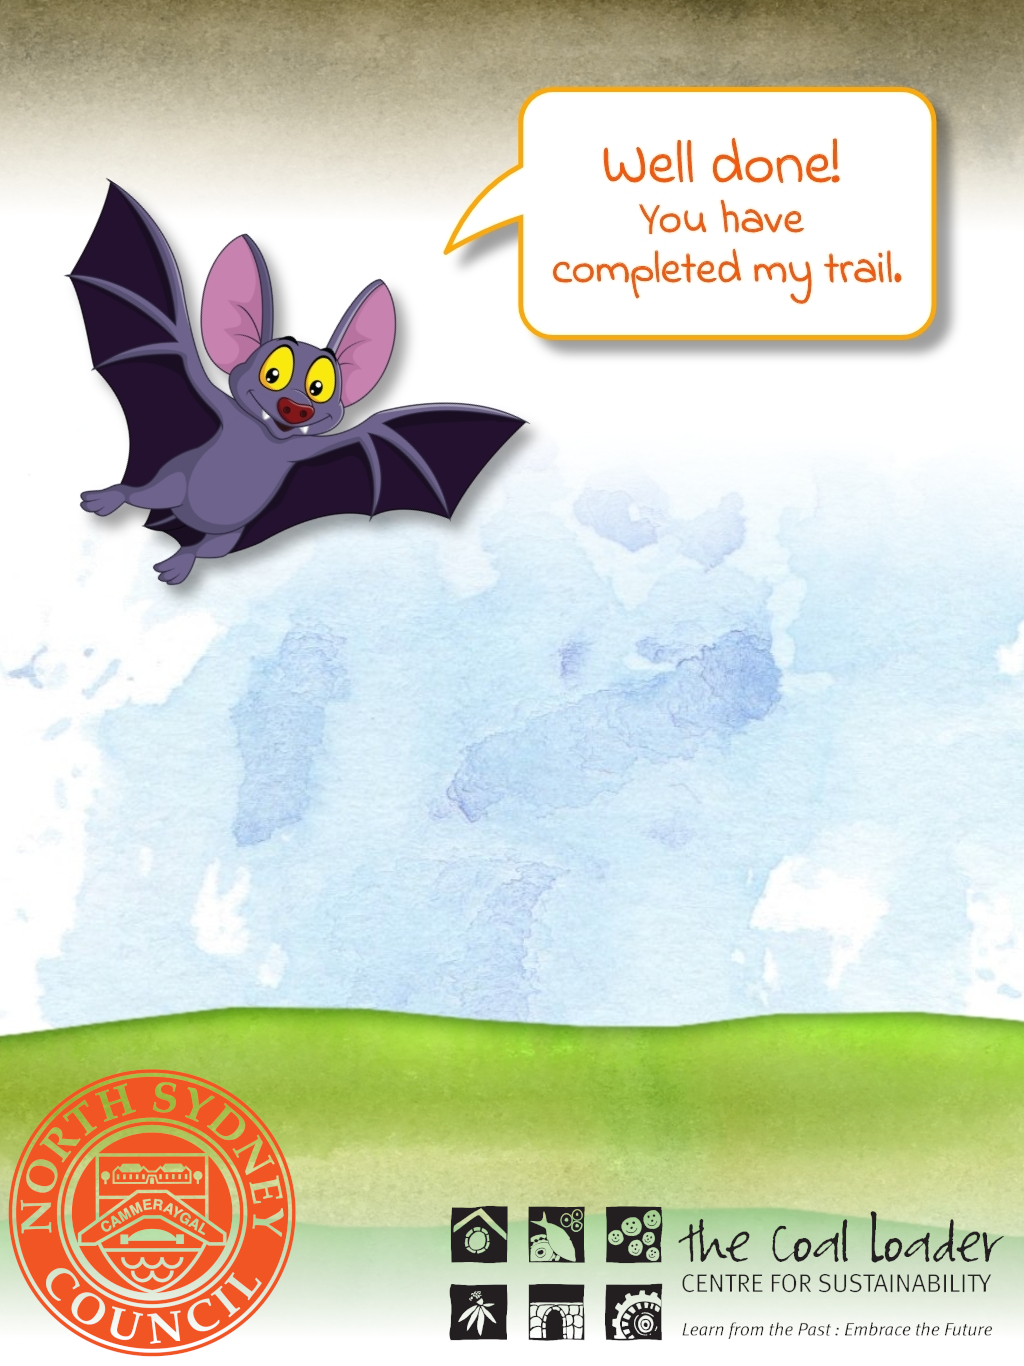 Well done!
You have
completed my trail.
NORTH SYDNEY
CAMMERAYGAL
COUNCIL
the Coal Loader
CENTRE FOR SUSTAINABILITY
Learn from the Past : Embrace the Future